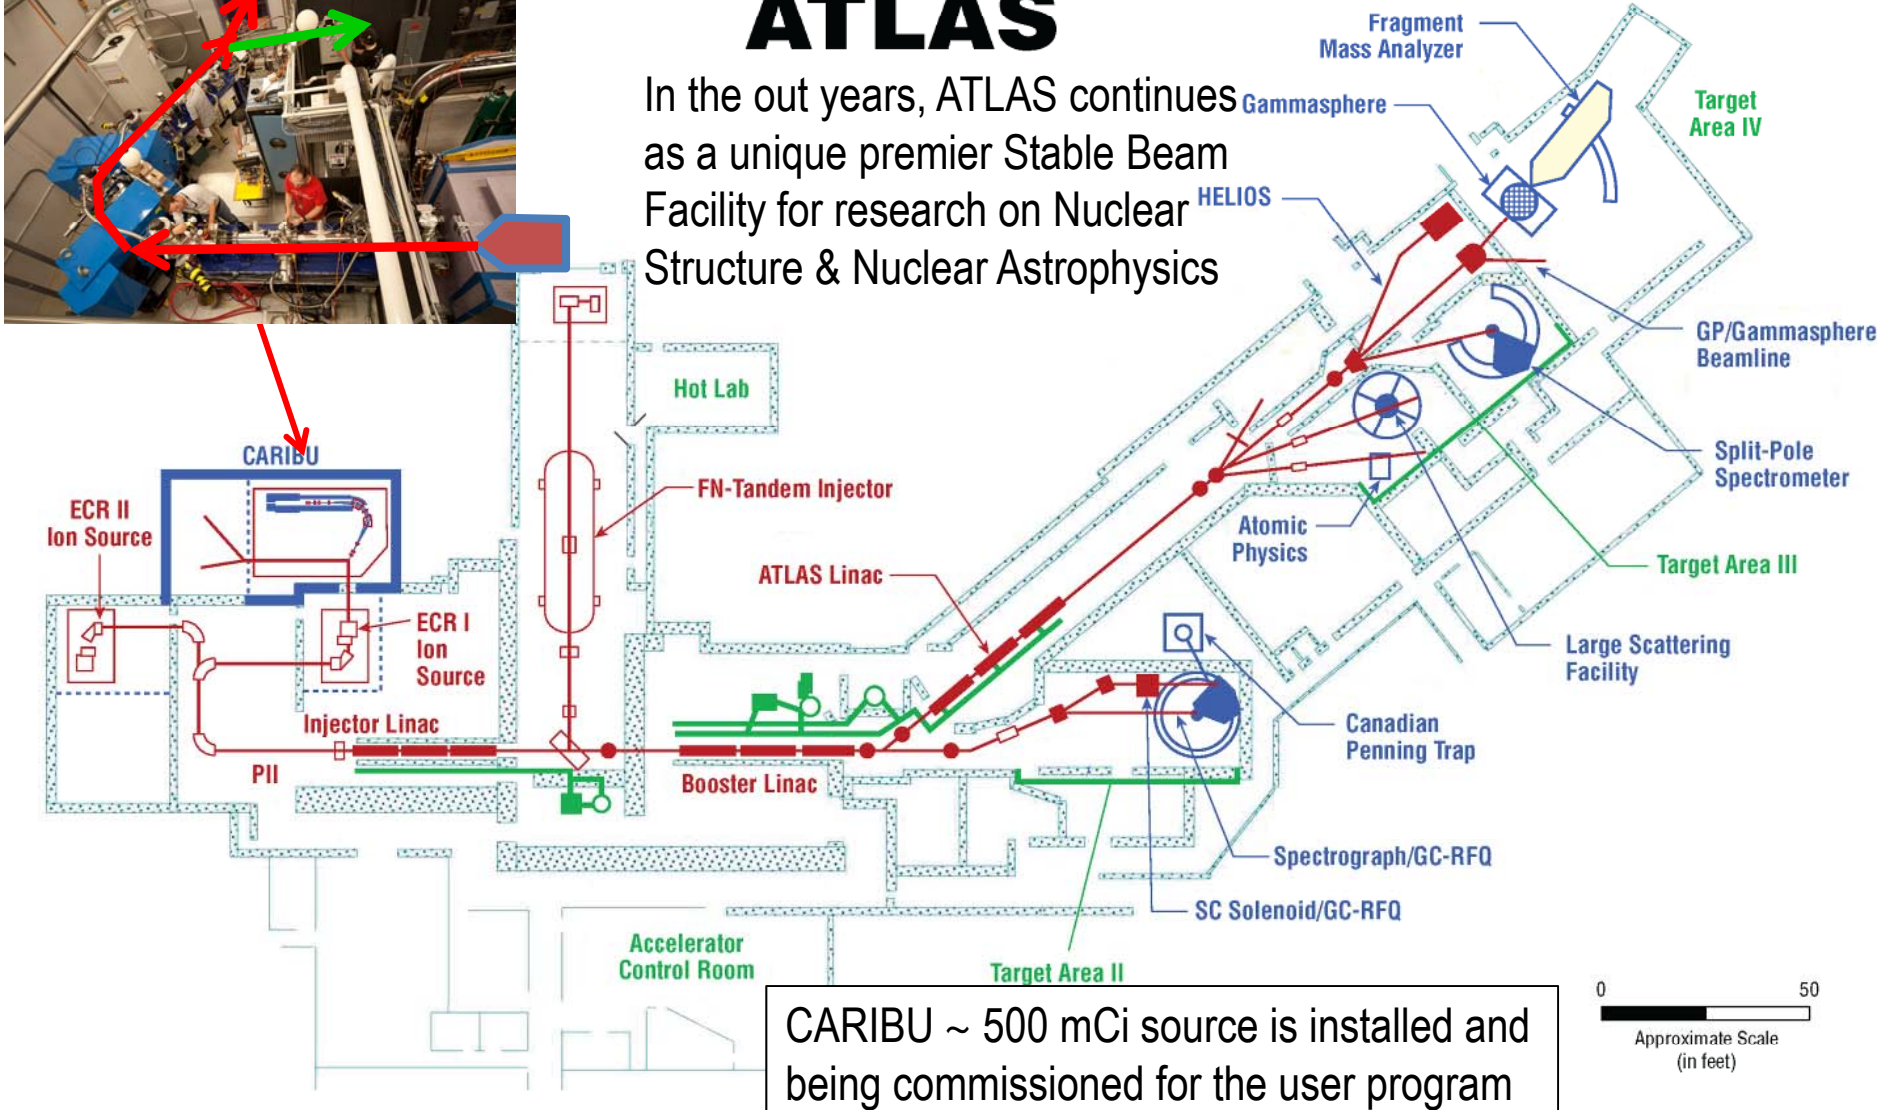 ATLAS
In the out years, ATLAS continues
as a unique premier Stable Beam
Facility for research on Nuclear
Structure & Nuclear Astrophysics
Fragment
Mass Analyzer
Gammasphere
HELIOS
Target
Area IV
GP/Gammasphere
Beamline
Split-Pole
Spectrometer
Atomic
Physics
Target Area III
Large Scattering
Facility
Hot Lab
FN-Tandem Injector
ATLAS Linac
CARIBU
ECR II
Ion Source
ECR I
Ion
Source
Injector Linac
PII
Booster Linac
Canadian
Penning Trap
Spectrograph/GC-RFQ
SC Solenoid/GC-RFQ
Accelerator
Control Room
Target Area II
CARIBU ~ 500 mCi source is installed and
being commissioned for the user program
0 50
Approximate Scale
(in feet)